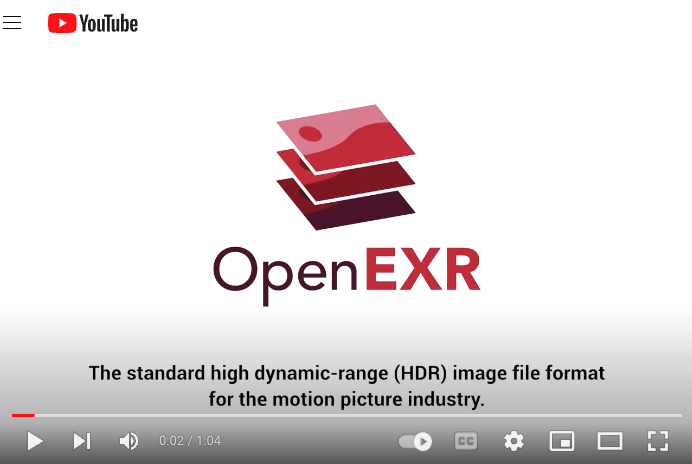 YouTube
OpenEXR
The standard high dynamic-range (HDR) image file format
for the motion picture industry.
0:02 / 1:04
CC